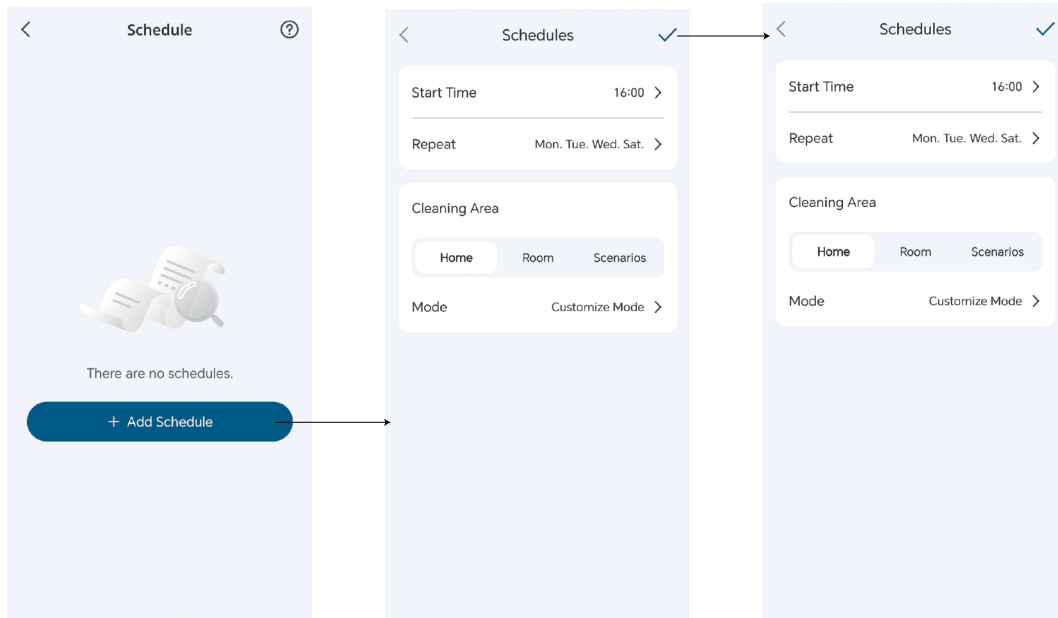 Schedule
There are no schedules.
+ Add Schedule
Schedules
Start Time 16:00
Repeat Mon. Tue. Wed. Sat.
Cleaning Area
Home Room Scenarios
Mode Customize Mode
Schedules
Start Time 16:00
Repeat Mon. Tue. Wed. Sat.
Cleaning Area
Home Room Scenarios
Mode Customize Mode